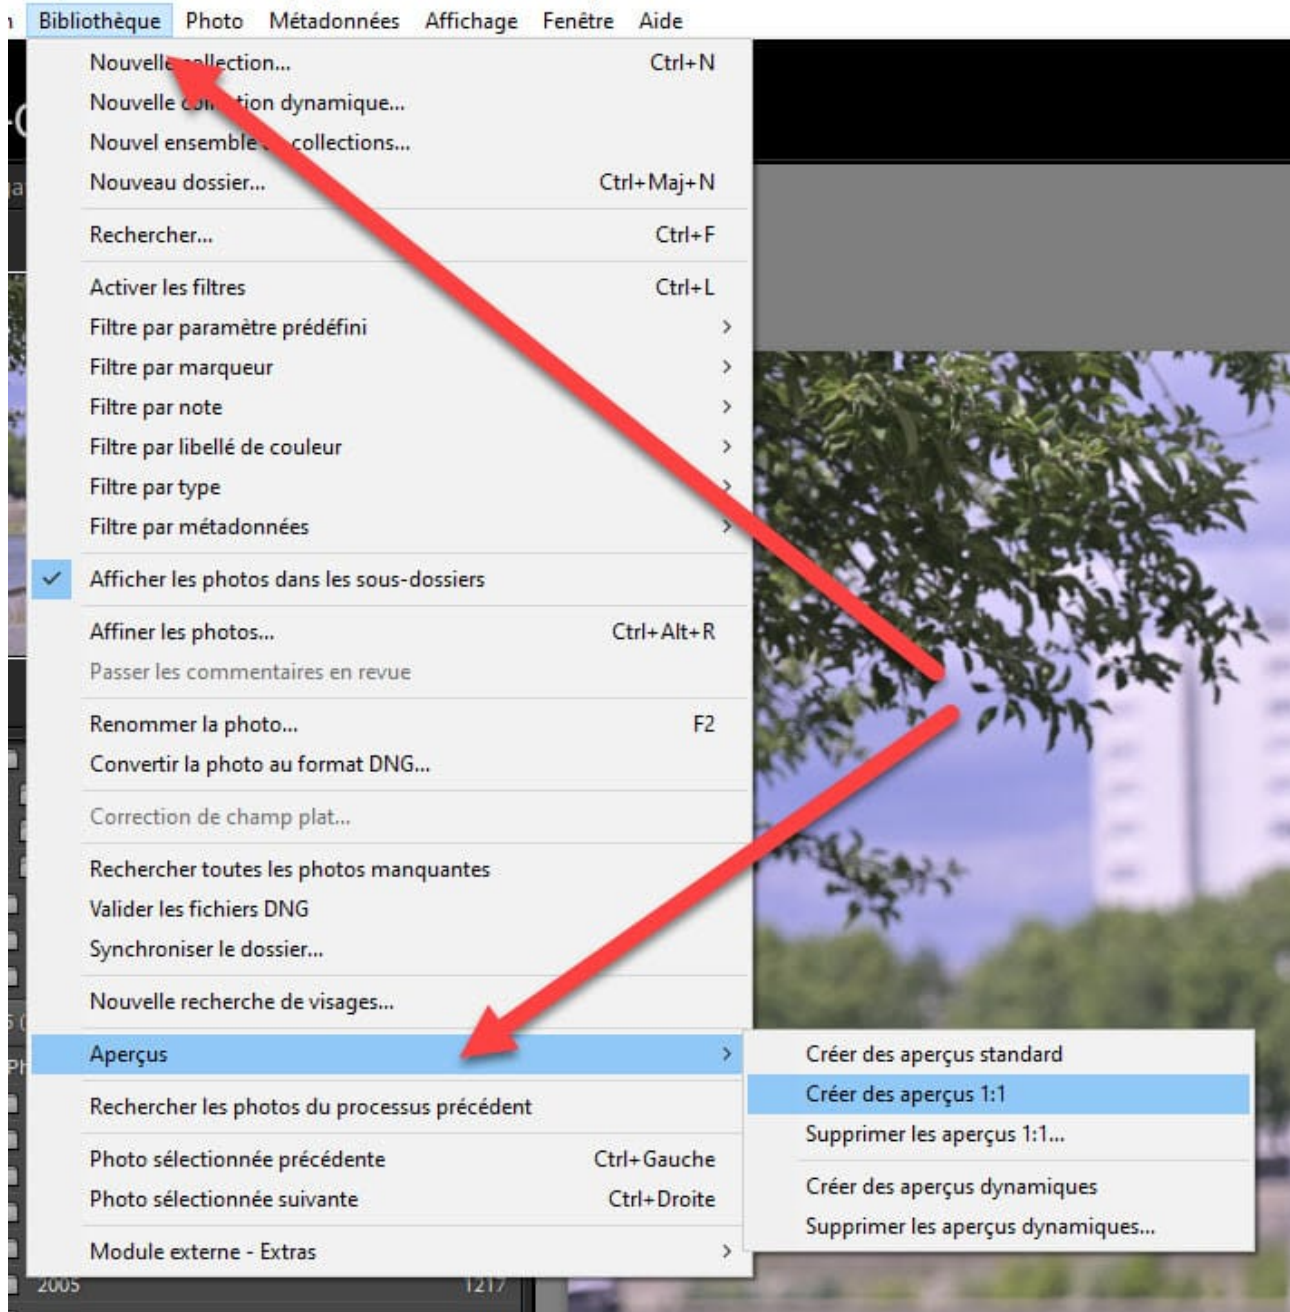 Bibliothèque Photo Métadonnées Affichage Fenêtre Aide
Nouvelle collection... Ctrl+N
Nouvelle collection dynamique...
Nouvel ensemble de collections...
Nouveau dossier... Ctrl+Maj+N
Rechercher... Ctrl+F
Activer les filtres Ctrl+L
Filtre par paramètre prédéfini
Filtre par marqueur
Filtre par note
Filtre par libellé de couleur
Filtre par type
Filtre par métadonnées
Afficher les photos dans les sous-dossiers
Affiner les photos... Ctrl+Alt+R
Passer les commentaires en revue
Renommer la photo... F2
Convertir la photo au format DNG...
Correction de champ plat...
Rechercher toutes les photos manquantes
Valider les fichiers DNG
Synchroniser le dossier...
Nouvelle recherche de visages...
Aperçus
Rechercher les photos du processus précédent
Photo sélectionnée précédente Ctrl+Gauche
Photo sélectionnée suivante Ctrl+Droite
Module externe - Extras
Créer des aperçus standard
Créer des aperçus 1:1
Supprimer les aperçus 1:1...
Créer des aperçus dynamiques
Supprimer les aperçus dynamiques...
2005 1217